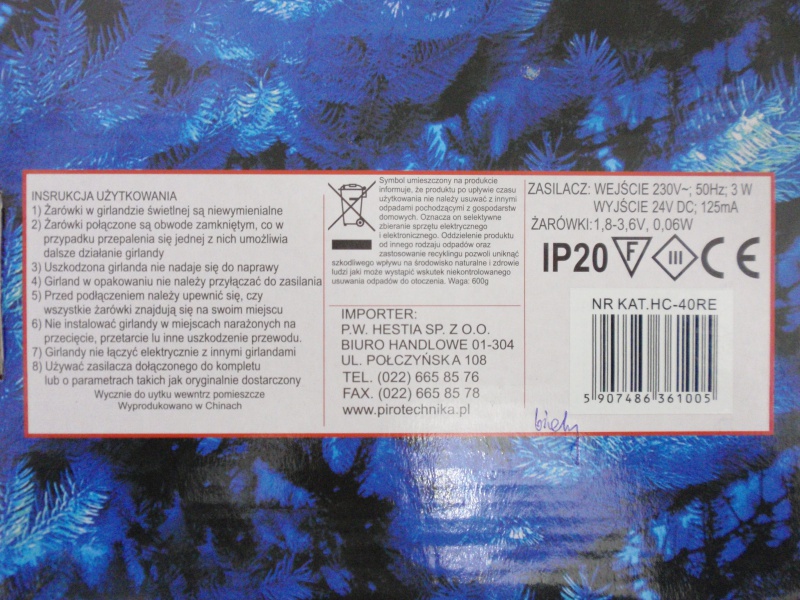 INSRUKCJA UŻYTKOWANIA
1) Żarówki w girlandzie świetlnej są niewymienialne
2) Żarówki połączone są obwode zamkniętym, co w
przypadku przepalenia się jednej z nich umożliwia
dalsze działanie girlandy
3) Uszkodzona girlanda nie nadaje się do naprawy
4) Girland w opakowaniu nie należy przyłączać do zasilania
5) Przed podłączeniem należy upewnić się, czy
wszystkie żarówki znajdują się na swoim miejscu
6) Nie instalować girlandy w miejscach narażonych na
przecięcie, przetarcie lu inne uszkodzenie przewodu.
7) Girlandy nie łączyć elektrycznie z innymi girlandami
8) Używać zasilacza dołączonego do kompletu
lub o parametrach takich jak oryginalnie dostarczony
Wycznie do uytku wewntrz pomieszcze
Wyprodukowano w Chinach
Symbol umieszczony na produkcie
informuje, że produktu po upływie czasu
użytkowania nie należy usuwać z innymi
odpadami pochodzącymi z gospodarstw
domowych. Oznacza on selektywne
zbieranie sprzętu elektrycznego
i elektronicznego. Oddzielenie produktu
od innego rodzaju odpadów oraz
zastosowanie recyklingu pozwoli uniknąć
szkodliwego wpływu na środowisko naturalne i zdrowie
ludzi jaki może wystąpić wskutek niekontrolowanego
usuwania odpadów do otoczenia. Waga: 600g
IMPORTER:
P.W. HESTIA SP. Z O.O.
BIURO HANDLOWE 01-304
UL. POŁCZYŃSKA 108
TEL. (022) 665 85 76
FAX. (022) 665 85 78
www.pirotechnika.pl
ZASILACZ: WEJŚCIE 230V~; 50Hz; 3 W
WYJŚCIE 24V DC; 125mA
ŻARÓWKI:1,8-3,6V, 0,06W
IP20 F III CE
NR KAT.HC-40RE
5 907486 361005
biały